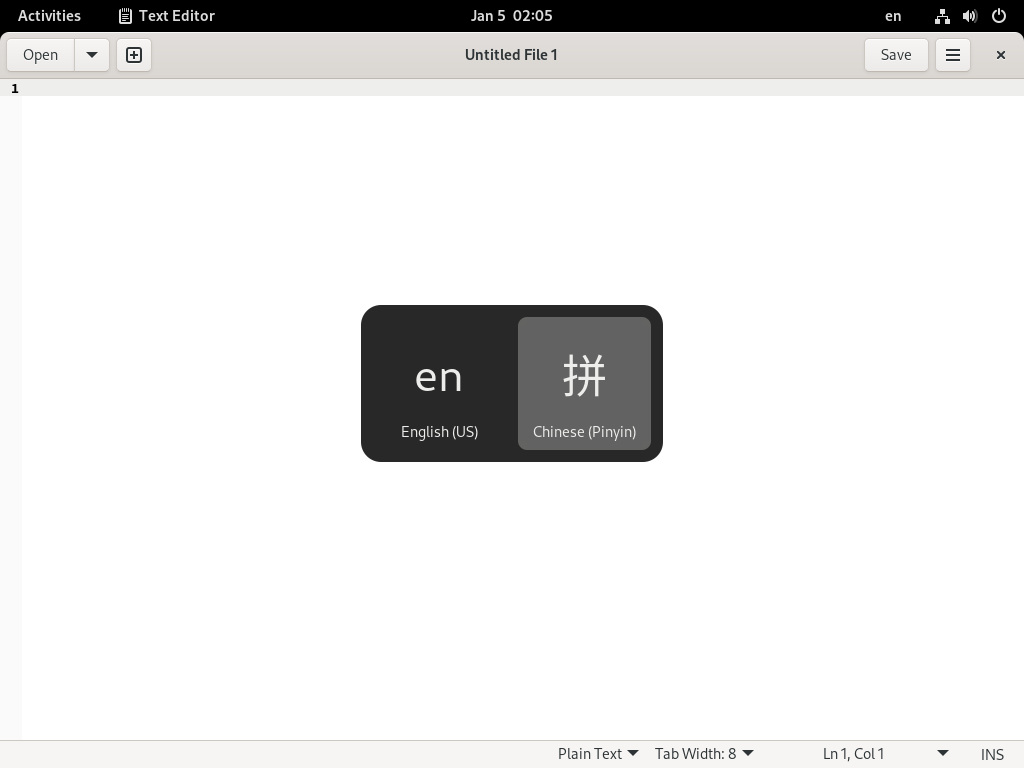 Activities Text Editor Jan 5 02:05 en
Open Untitled File 1 Save
1
en 拼
English (US) Chinese (Pinyin)
Plain Text Tab Width: 8 Ln 1, Col 1 INS